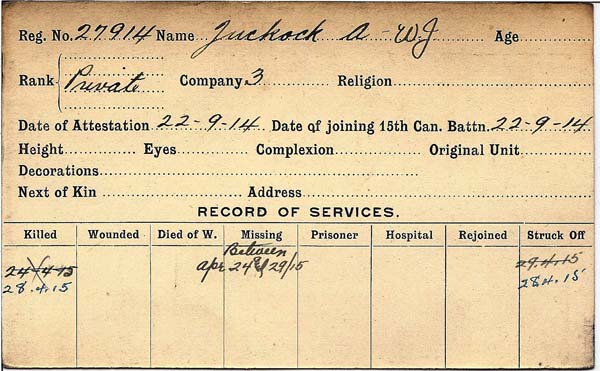 Reg. No. 27914 Name Juckock A - W J Age
Rank Private Company 3 Religion
Date of Attestation 22-9-14 Date of joining 15th Can. Battn. 22-9-14
Height Eyes Complexion Original Unit
Decorations
Next of Kin Address
RECORD OF SERVICES.
Killed Wounded Died of W. Missing Prisoner Hospital Rejoined Struck Off
Between
24-4-15 apr 24 & 29/15 29.4.15
28.4.15 28.4.15